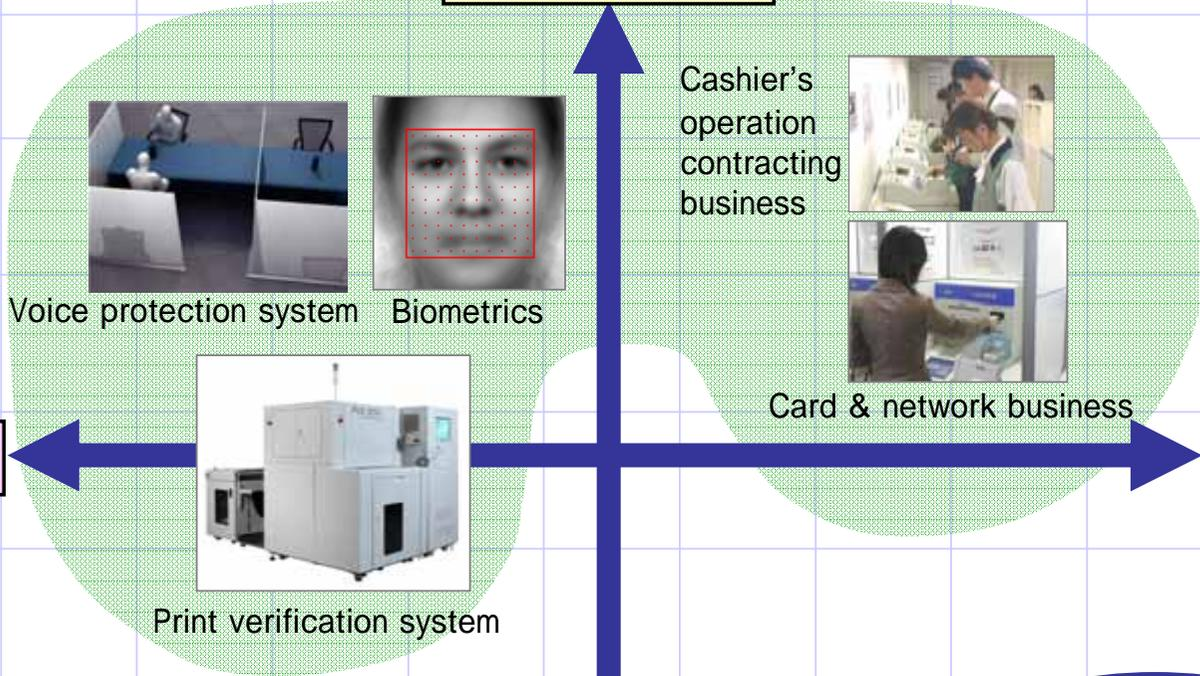 Cashier's
operation
contracting
business
Voice protection system
Biometrics
Card & network business
Print verification system